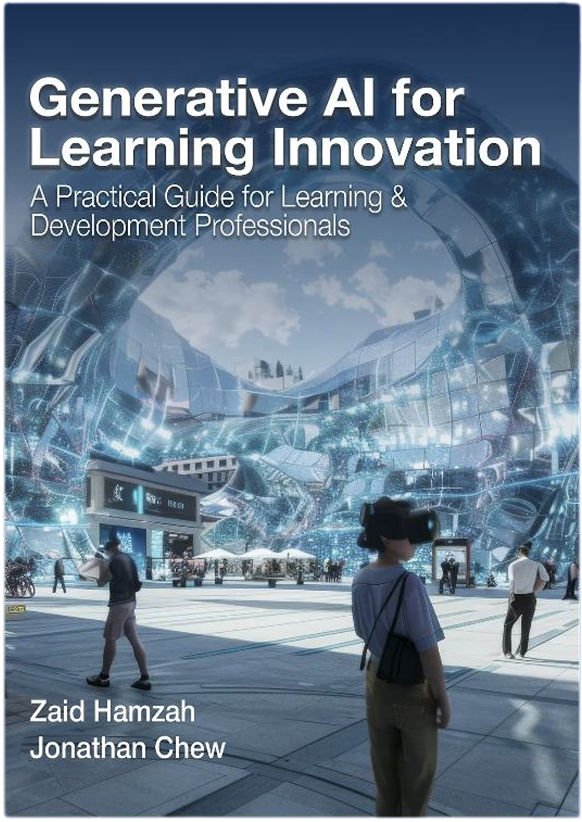 Generative AI for
Learning Innovation
A Practical Guide for Learning &
Development Professionals
Zaid Hamzah
Jonathan Chew